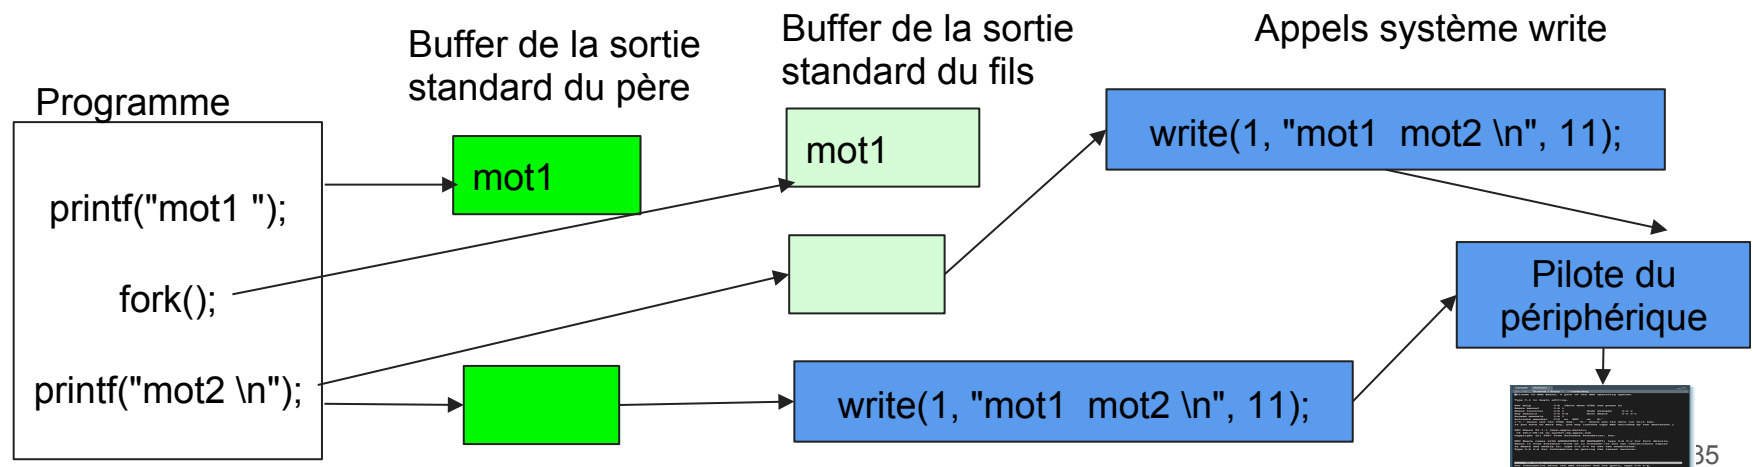 Programme
printf("mot1 ");
fork();
printf("mot2 \n");
Buffer de la sortie
standard du père
mot1
Buffer de la sortie
standard du fils
mot1
Appels système write
write(1, "mot1  mot2 \n", 11);
write(1, "mot1  mot2 \n", 11);
Pilote du
périphérique
35